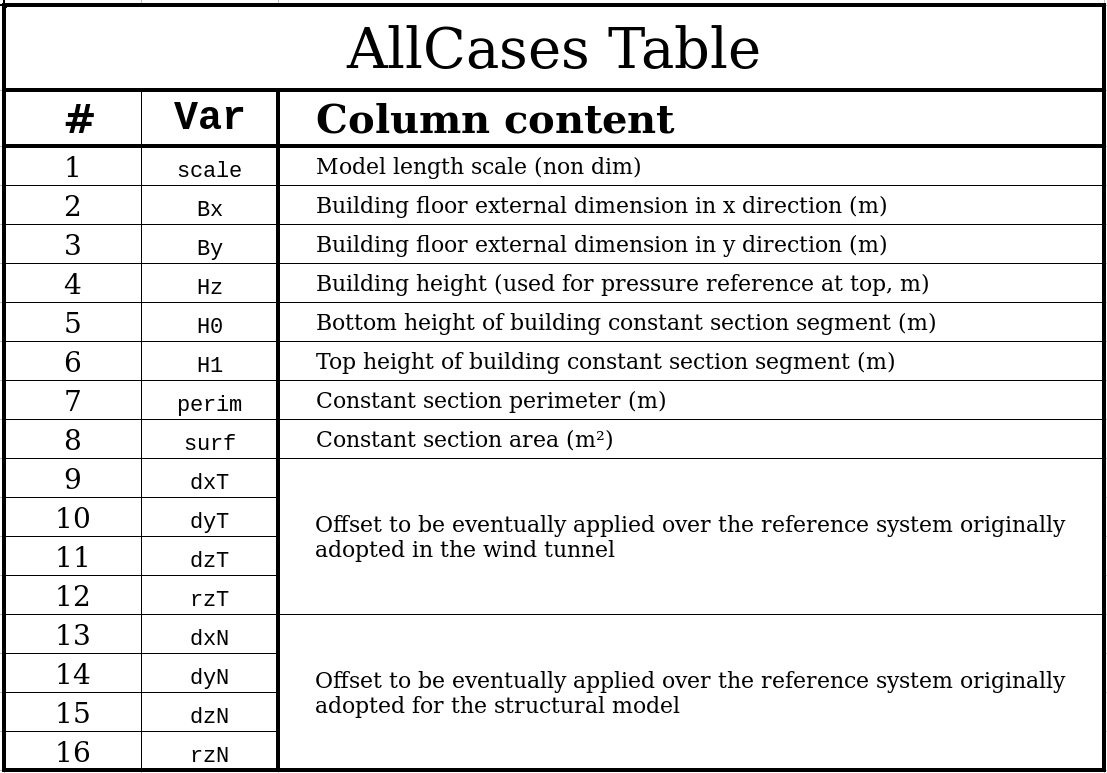 AllCases Table
# Var Column content
1 scale Model length scale (non dim)
2 Bx Building floor external dimension in x direction (m)
3 By Building floor external dimension in y direction (m)
4 Hz Building height (used for pressure reference at top, m)
5 H0 Bottom height of building constant section segment (m)
6 H1 Top height of building constant section segment (m)
7 perim Constant section perimeter (m)
8 surf Constant section area (m²)
9 dxT
10 dyT Offset to be eventually applied over the reference system originally
11 dzT adopted in the wind tunnel
12 rzT
13 dxN
14 dyN Offset to be eventually applied over the reference system originally
15 dzN adopted for the structural model
16 rzN